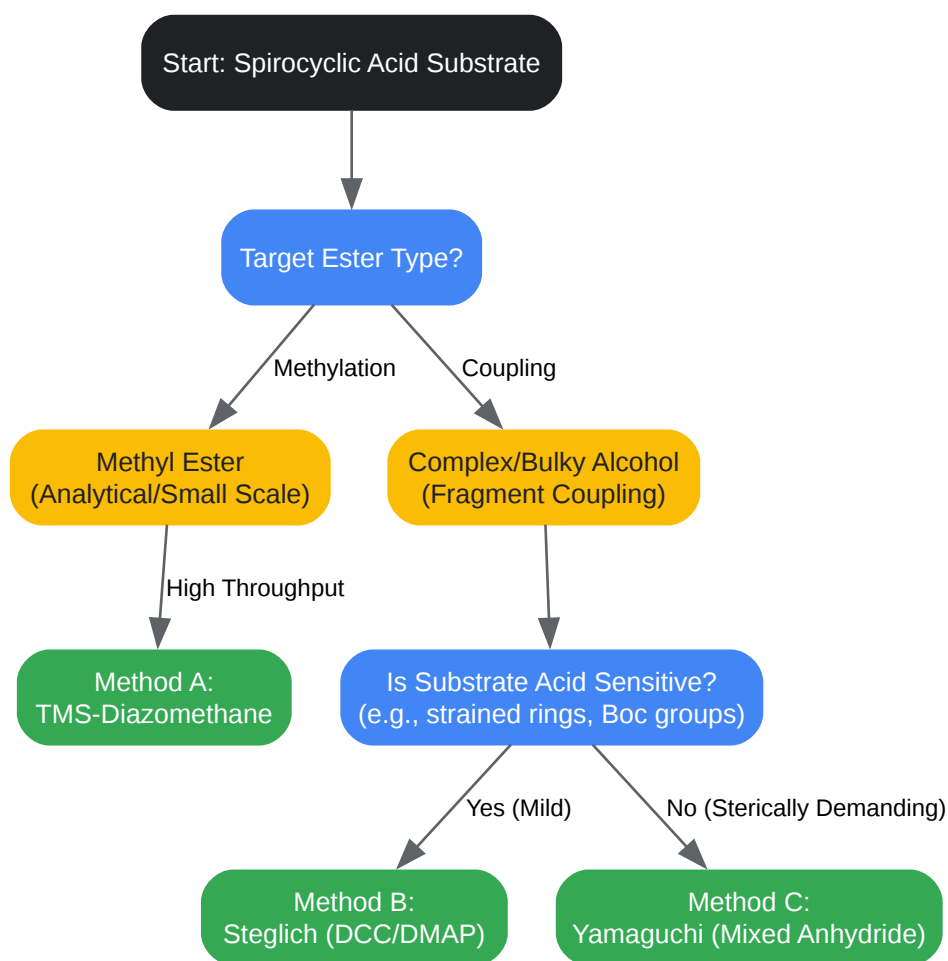 Start: Spirocyclic Acid Substrate
Target Ester Type?
Methylation
Coupling
Methyl Ester
(Analytical/Small Scale)
Complex/Bulky Alcohol
(Fragment Coupling)
High Throughput
Method A:
TMS-Diazomethane
Is Substrate Acid Sensitive?
(e.g., strained rings, Boc groups)
Yes (Mild)
No (Sterically Demanding)
Method B:
Steglich (DCC/DMAP)
Method C:
Yamaguchi (Mixed Anhydride)